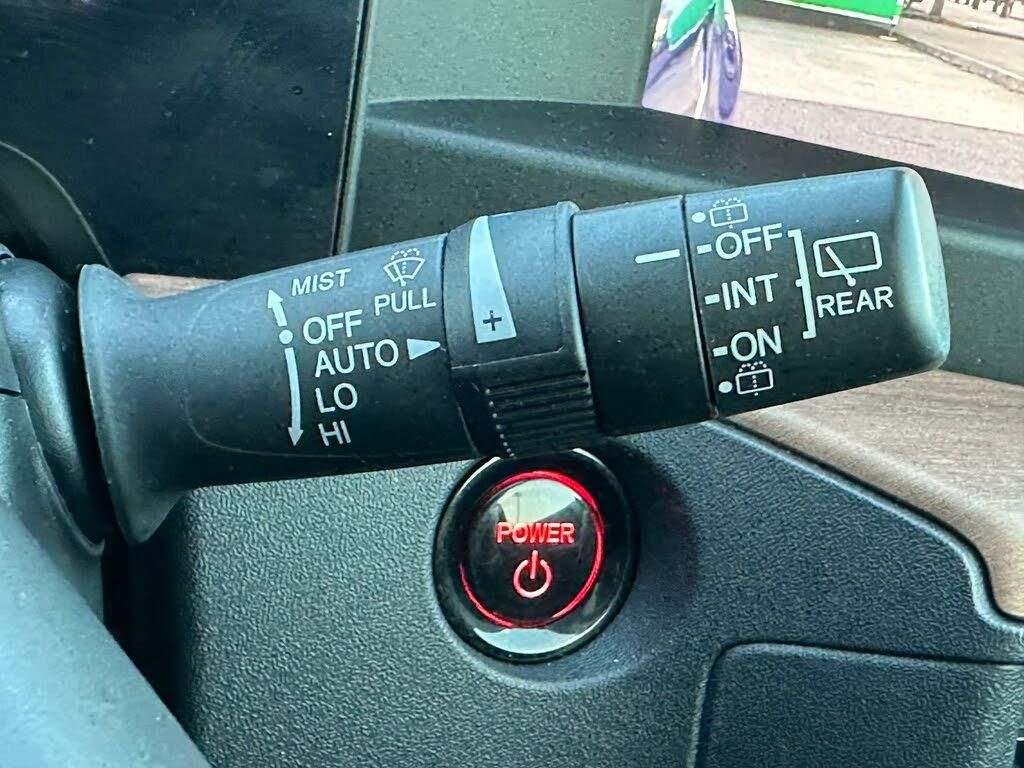 MIST
PULL
OFF
AUTO
LO
HI
+
-OFF
-INT
-ON
REAR
POWER